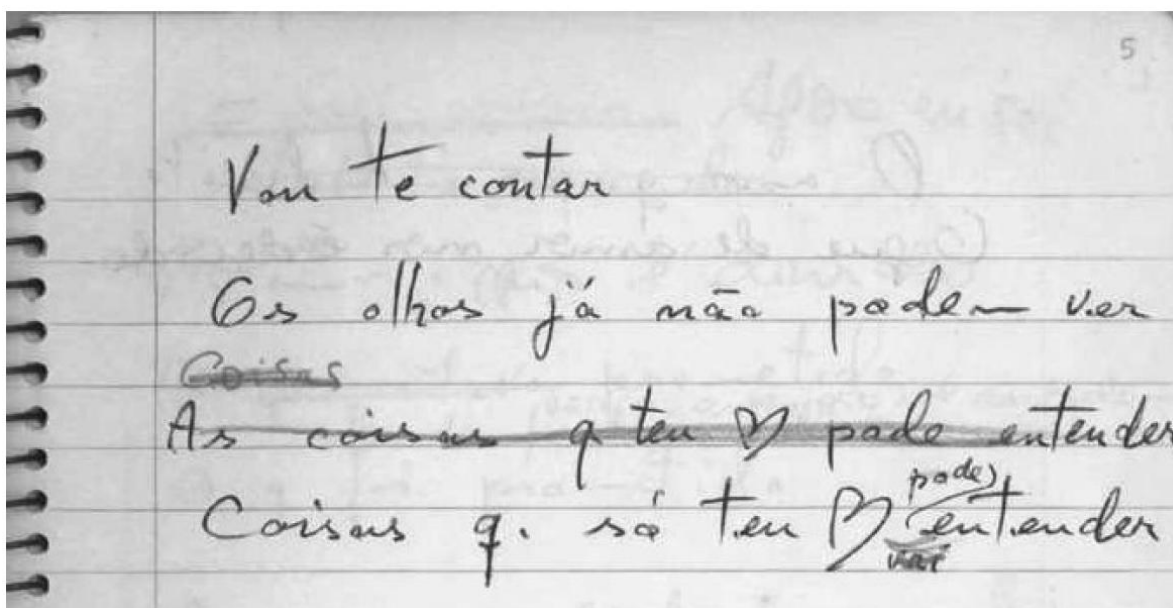 5
Vou te contar
Os olhos já não podem ver
Coisas
As coisas q teu ♡ pode entender
Coisas q. só teu ♡ pode entender
vai